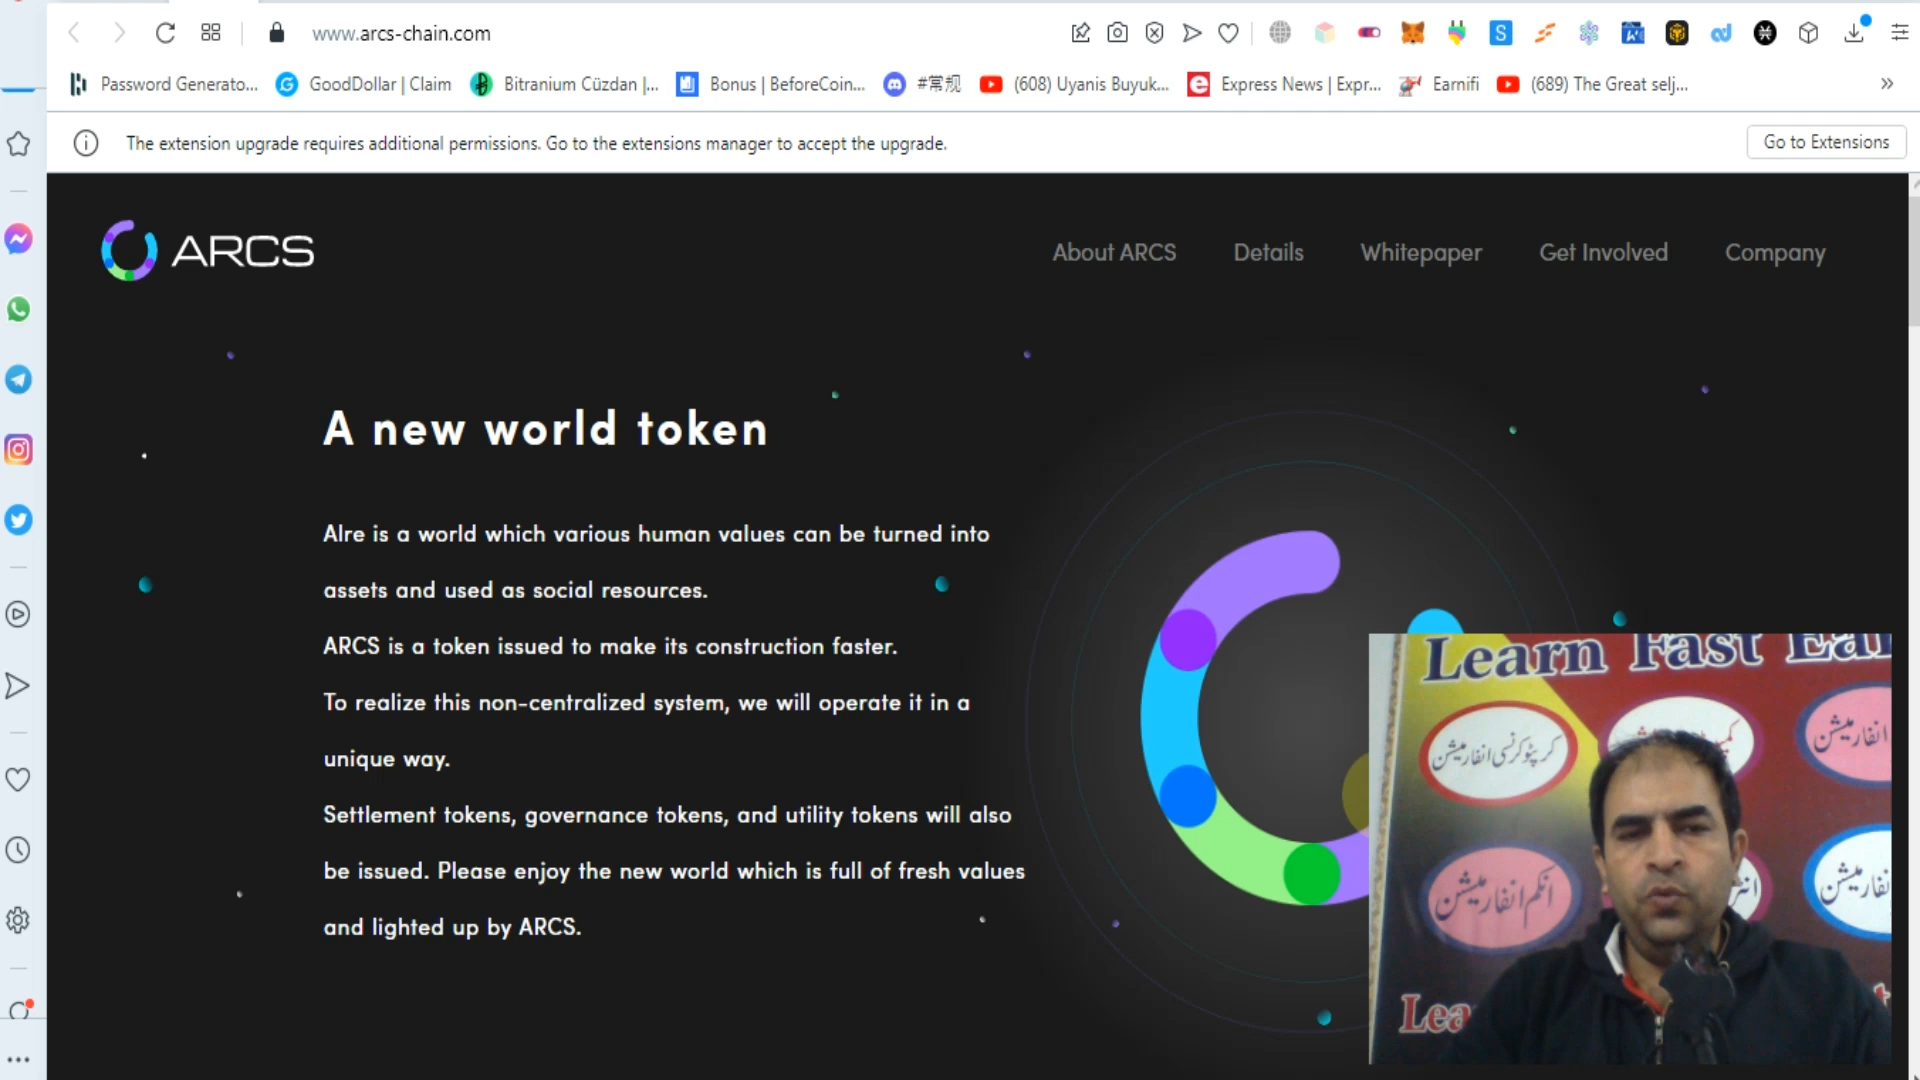 www.arcs-chain.com
Password Generato...
GoodDollar | Claim
Bitranium Cüzdan |...
Bonus | BeforeCoin...
#常规
(608) Uyanis Buyuk...
Express News | Expr...
Earnifi
(689) The Great selj...
The extension upgrade requires additional permissions. Go to the extensions manager to accept the upgrade.
Go to Extensions
ARCS
About ARCS
Details
Whitepaper
Get Involved
Company
A new world token
Alre is a world which various human values can be turned into
assets and used as social resources.
ARCS is a token issued to make its construction faster.
To realize this non-centralized system, we will operate it in a
unique way.
Settlement tokens, governance tokens, and utility tokens will also
be issued. Please enjoy the new world which is full of fresh values
and lighted up by ARCS.
Learn Fast
کرپٹوکرنسی انفارمیشن
انفارمیشن
انکم انفارمیشن